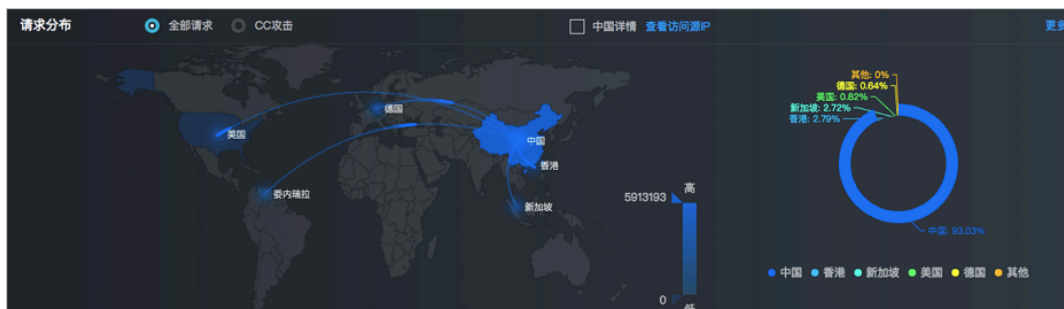 请求分布
全部请求
CC攻击
中国详情
查看访问源IP
更多
美国
德国
中国
香港
委内瑞拉
新加坡
高
5913193
0
低
其他: 0%
德国: 0.64%
美国: 0.82%
新加坡: 2.72%
香港: 2.79%
中国: 93.03%
中国
香港
新加坡
美国
德国
其他